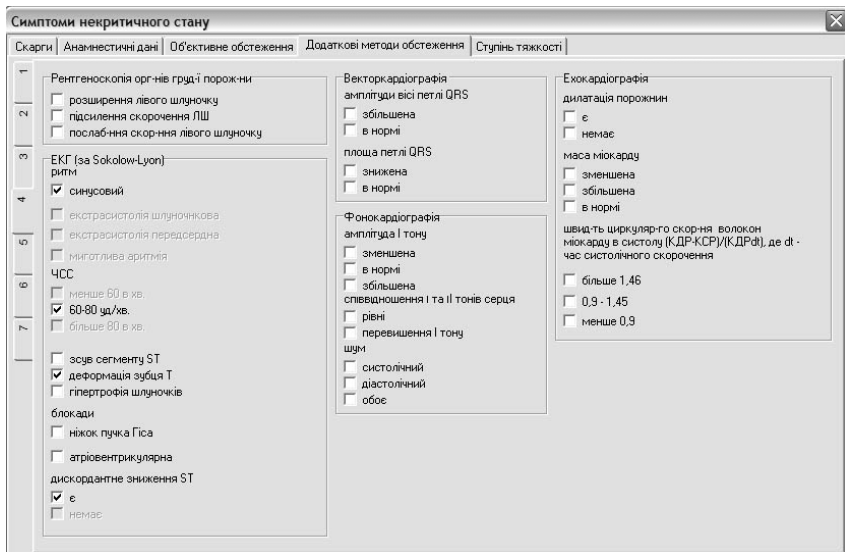 Симптоми некритичного стану
Скарги
Анамнестичні дані
Об'єктивне обстеження
Додаткові методи обстеження
Ступінь тяжкості
1
2
3
4
5
6
7
Рентгеноскопія орг-нів груд-ї порож-ни
розширення лівого шлуночку
підсилення скорочення ЛШ
послаб-ння скор-ння лівого шлуночку
ЕКГ (за Sokolow-Lyon)
ритм
синусовий
екстрасистолія шлуночнкова
екстрасистолія передсердна
миготлива аритмія
ЧСС
менше 60 в хв.
60-80 уд/хв.
більше 80 в хв.
зсув сегменту ST
деформація зубця Т
гіпертрофія шлуночків
блокади
ніжок пучка Гіса
атріовентрикулярна
дискордантне зниження ST
є
немає
Векторкардіографія
амплітуди вісі петлі QRS
збільшена
в нормі
площа петлі QRS
знижена
в нормі
Фонокардіографія
амплітуда І тону
зменшена
в нормі
збільшена
співвідношення І та ІІ тонів серця
рівні
перевишення І тону
шум
систолічний
діастолічний
обоє
Ехокардіографія
дилатація порожнин
є
немає
маса міокарду
зменшена
збільшена
в нормі
швид-ть циркуляр-го скор-ня волокон
міокарду в систолу (КДР-КСР)/(КДРdt), де dt -
час систолічного скорочення
більше 1,46
0,9 - 1,45
менше 0,9